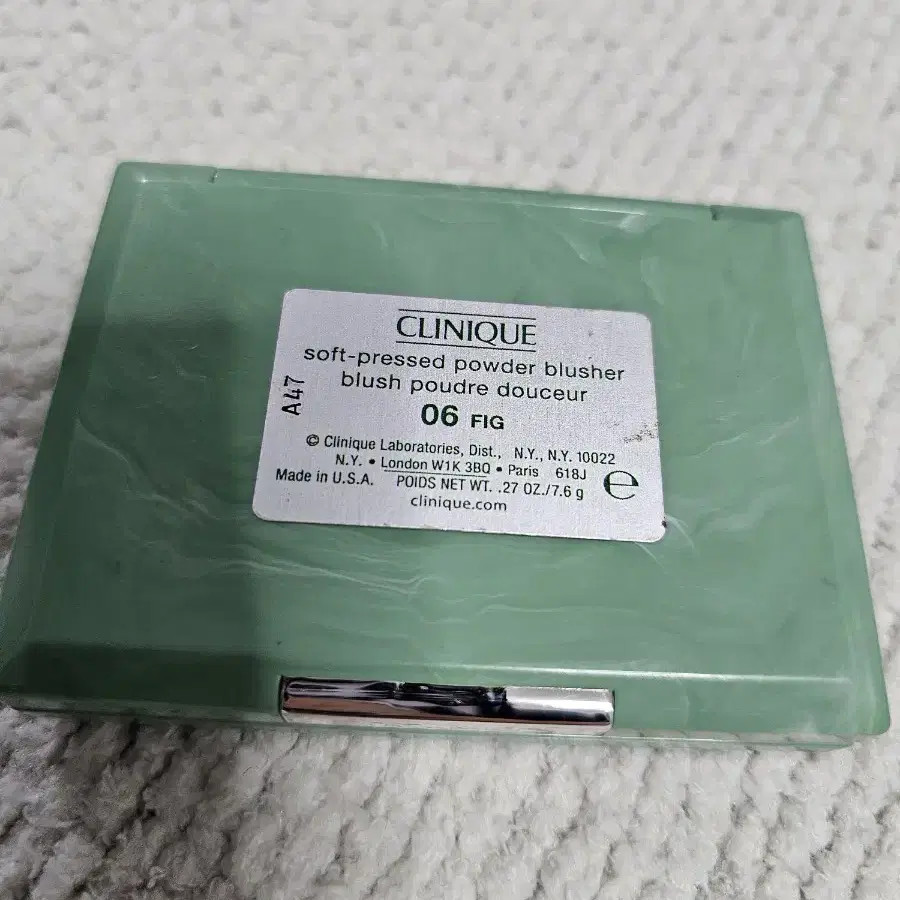 CLINIQUE
soft-pressed powder blusher
blush poudre douceur
06 FIG
A47
© Clinique Laboratories, Dist., N.Y., N.Y. 10022
N.Y. • London W1K 3BQ • Paris 618J
Made in U.S.A. POIDS NET WT. .27 OZ./7.6 g ℮
clinique.com